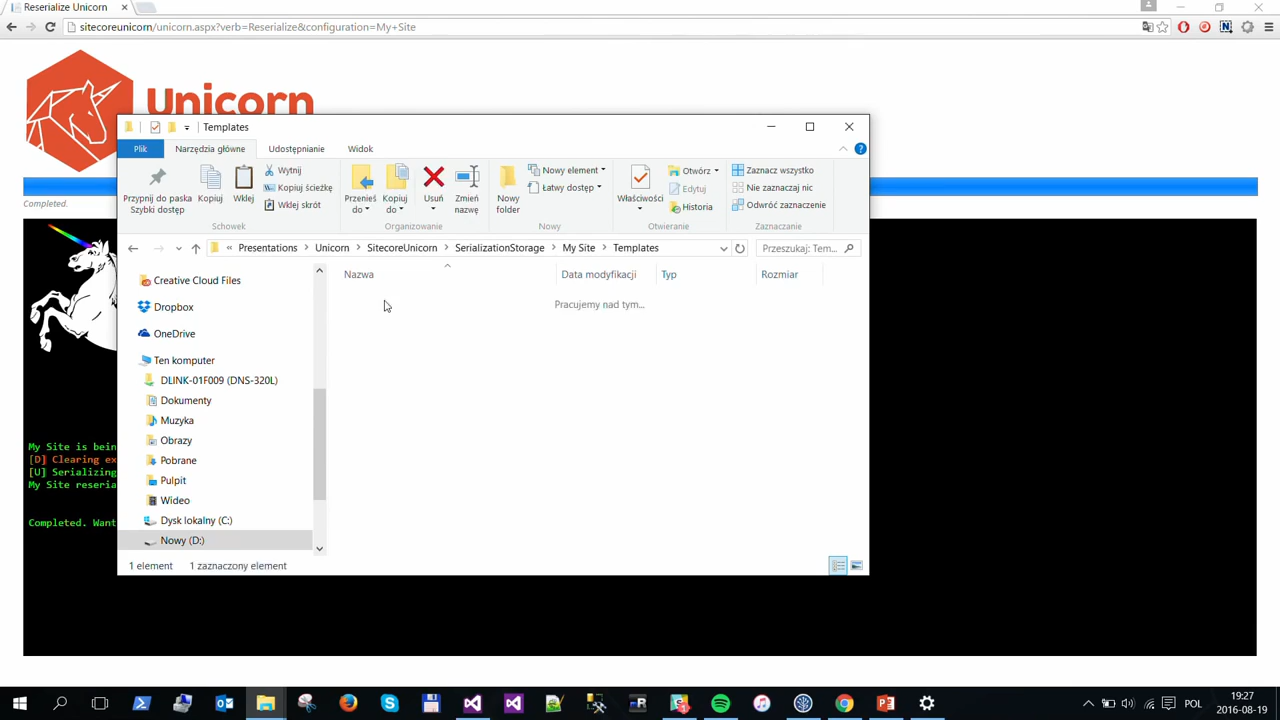 Reserialize Unicorn
sitecoreunicorn/unicorn.aspx?verb=Reserialize&configuration=My+Site
Unicorn
Completed.
Templates
Plik
Narzędzia główne
Udostępnianie
Widok
Przypnij do paska
Szybki dostęp
Kopiuj
Wklej
Wytnij
Kopiuj ścieżkę
Wklej skrót
Schowek
Przenieś
do
Kopiuj
do
Usuń
Zmień
nazwę
Organizowanie
Nowy
folder
Nowy element
Łatwy dostęp
Nowy
Właściwości
Otwórz
Edytuj
Historia
Otwieranie
Zaznacz wszystko
Nie zaznaczaj nic
Odwróć zaznaczenie
Zaznaczanie
« Presentations > Unicorn > SitecoreUnicorn > SerializationStorage > My Site > Templates
Przeszukaj: Tem...
Nazwa
Data modyfikacji
Typ
Rozmiar
Pracujemy nad tym...
Creative Cloud Files
Dropbox
OneDrive
Ten komputer
DLINK-01F009 (DNS-320L)
Dokumenty
Muzyka
Obrazy
Pobrane
Pulpit
Wideo
Dysk lokalny (C:)
Nowy (D:)
1 element
1 zaznaczony element
My Site is bein
[D] Clearing ex
[U] Serializing
My Site reseria
Completed. Want
POL
19:27
2016-08-19